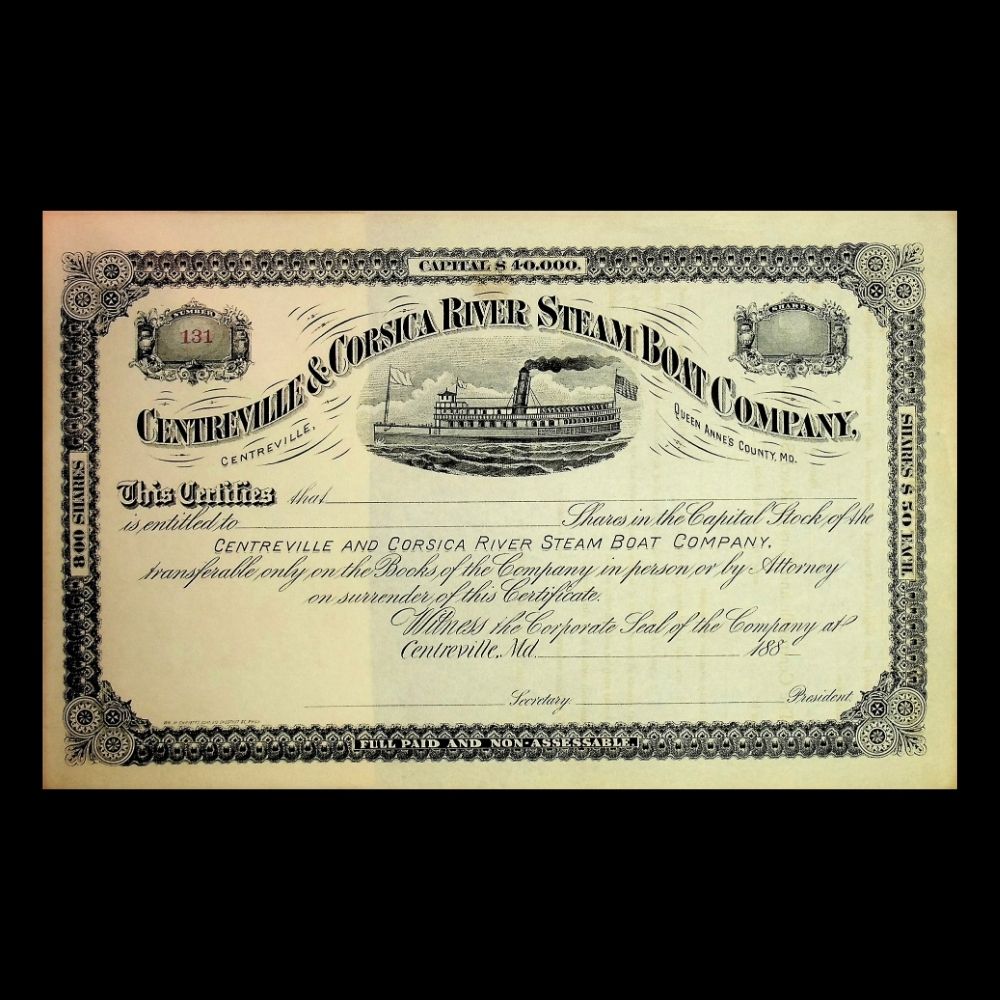 CAPITAL $ 40.000.
NUMBER
131
SHARES
CENTREVILLE & CORSICA RIVER STEAM BOAT COMPANY,
CENTREVILLE,
QUEEN ANNE'S COUNTY, MD.
800 SHARES
SHARES $ 50 EACH.
This Certifies that
is entitled to Shares in the Capital Stock of the
CENTREVILLE AND CORSICA RIVER STEAM BOAT COMPANY,
transferable only on the Books of the Company in person or by Attorney
on surrender of this Certificate.
Witness the Corporate Seal of the Company at
Centreville, Md. 188
Secretary. President.
FULL PAID AND NON-ASSESSABLE.